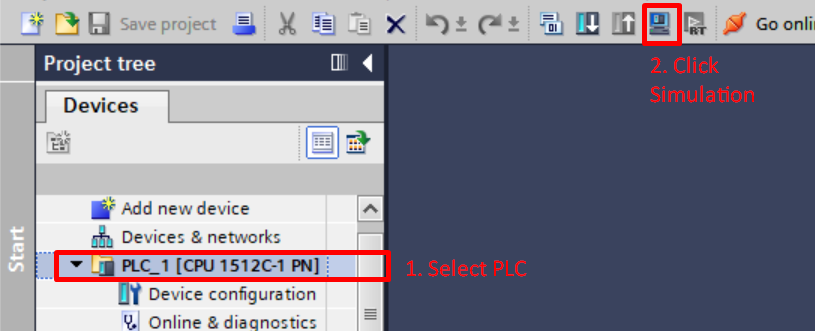 Save project
RT
Go onli
Project tree
2. Click
Simulation
Devices
Add new device
Devices & networks
1. Select PLC
PLC_1 [CPU 1512C-1 PN]
Device configuration
Online & diagnostics
Start